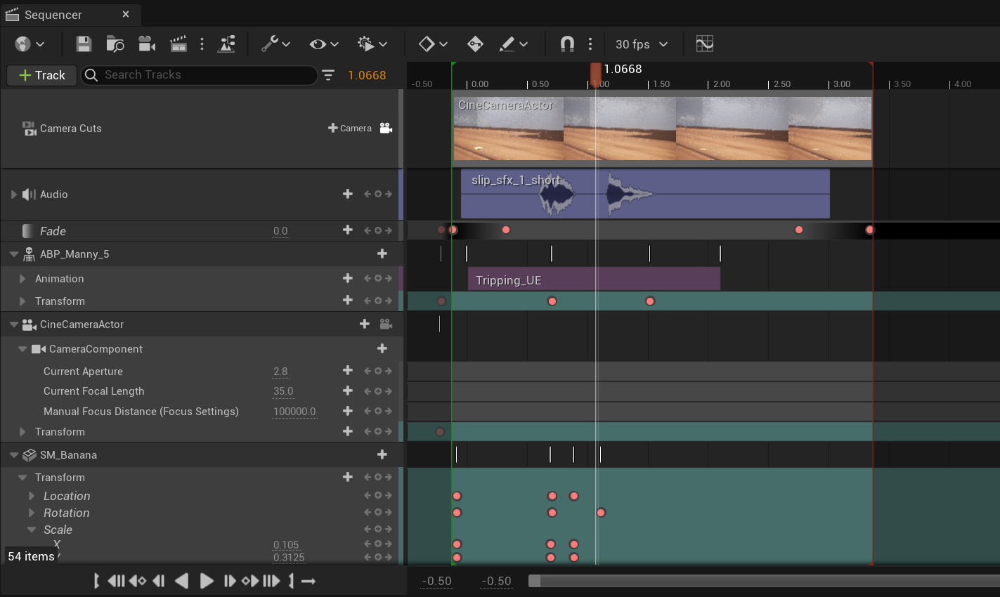 Sequencer
30 fps
Track
Search Tracks
1.0668
1.0668
-0.50
0.00
0.50
1.00
1.50
2.00
2.50
3.00
3.50
4.00
Camera Cuts
Camera
CineCameraActor
Audio
slip_sfx_1_short
Fade
0.0
ABP_Manny_5
Animation
Tripping_UE
Transform
CineCameraActor
CameraComponent
Current Aperture
2.8
Current Focal Length
35.0
Manual Focus Distance (Focus Settings)
100000.0
Transform
SM_Banana
Transform
Location
Rotation
Scale
X
0.105
54 items
0.3125
-0.50
-0.50